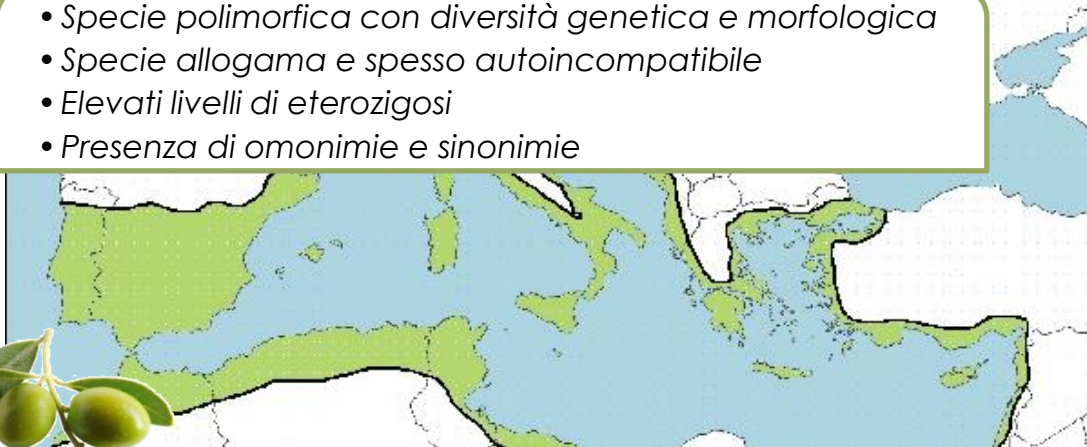 • Specie polimorfica con diversità genetica e morfologica
• Specie allogama e spesso autoincompatibile
• Elevati livelli di eterozigosi
• Presenza di omonimie e sinonimie